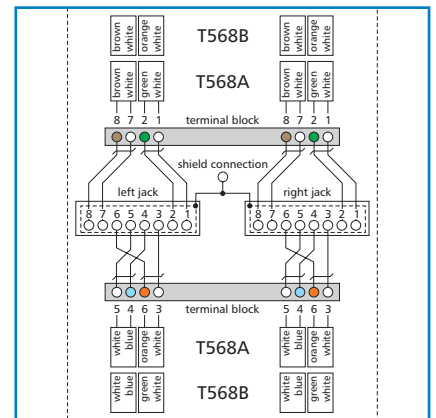 brown white orange white T568B brown white orange white
brown white green white T568A brown white green white
8 7 2 1 terminal block 8 7 2 1
shield connection
left jack right jack
8 7 6 5 4 3 2 1 8 7 6 5 4 3 2 1
terminal block
5 4 6 3 5 4 6 3
white blue orange white T568A white blue orange white
white blue green white T568B white blue green white